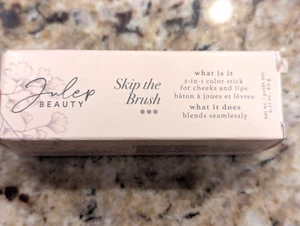 Julep
BEAUTY
Skip the
Brush
what is it
2-in-1 color stick
for cheeks and lips
bâton à joues et lèvres
what it does
blends seamlessly